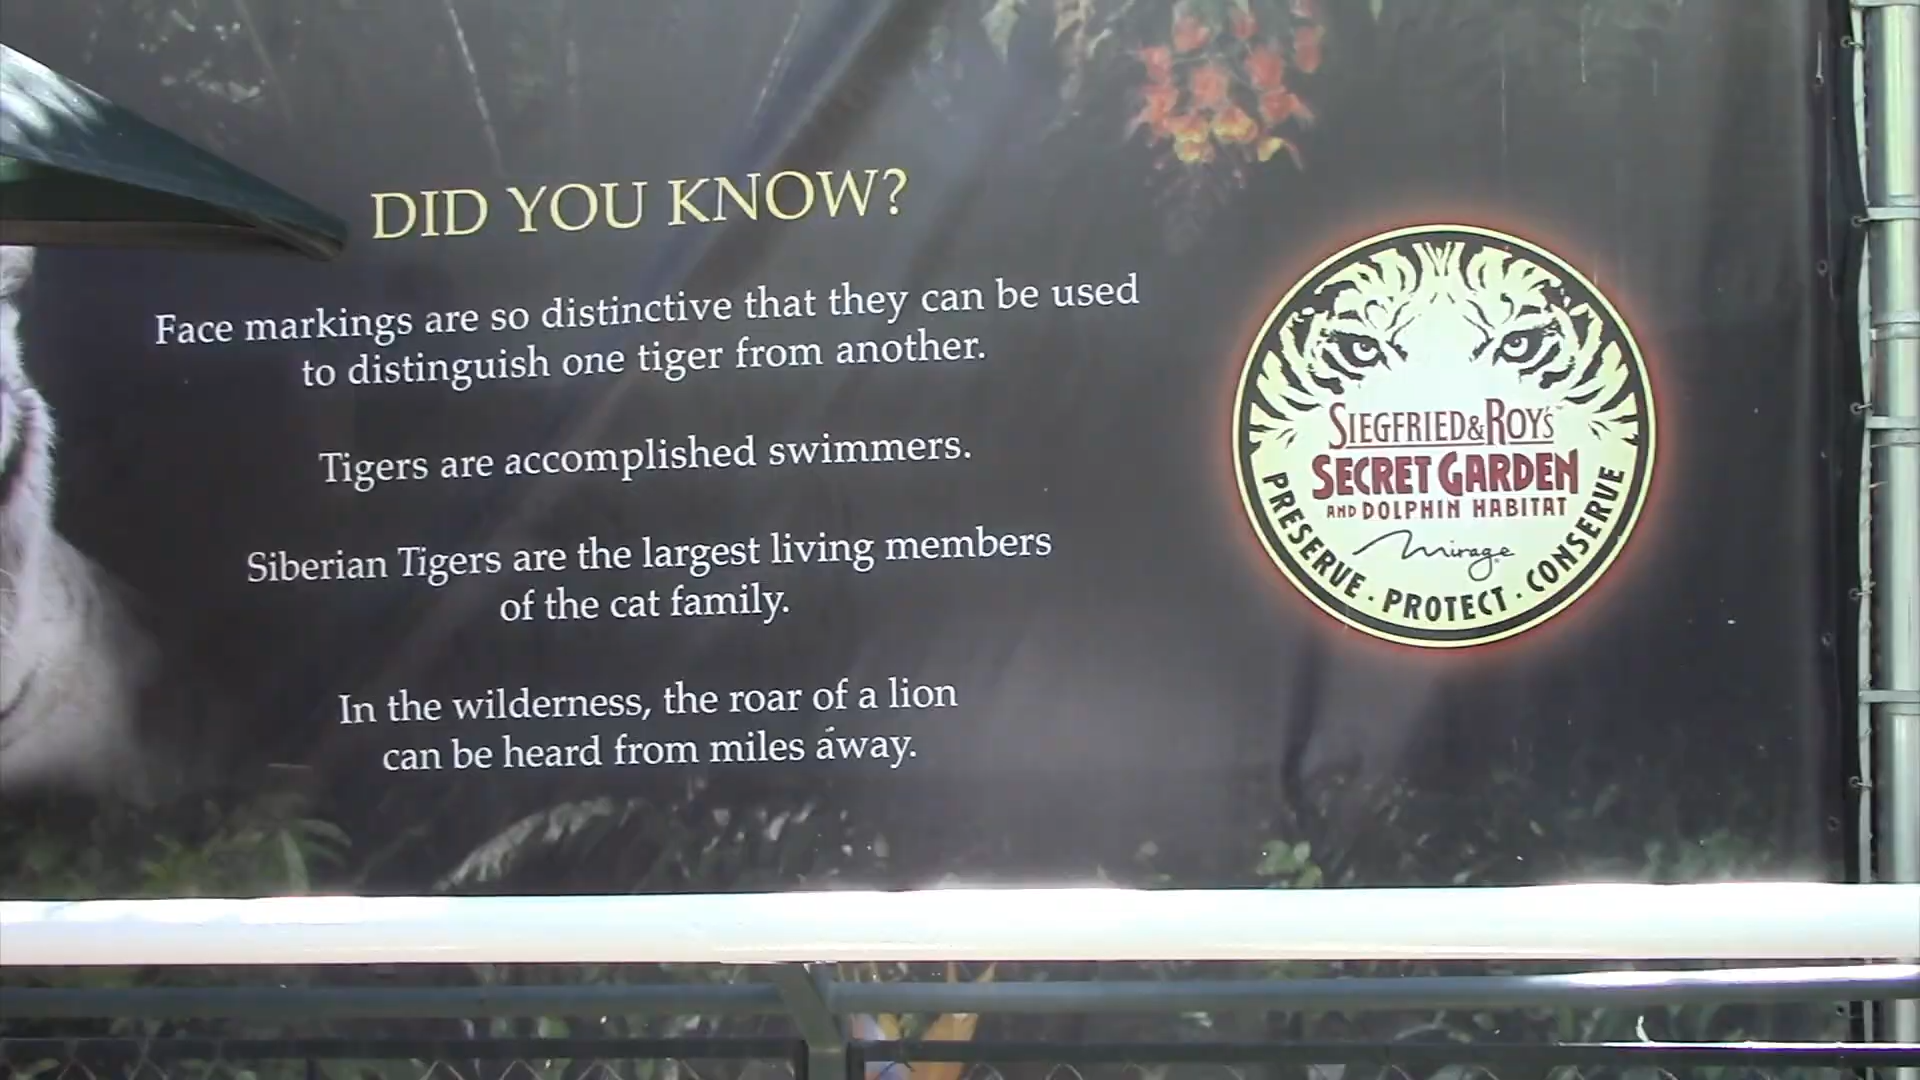 DID YOU KNOW?
Face markings are so distinctive that they can be used
to distinguish one tiger from another.
Tigers are accomplished swimmers.
Siberian Tigers are the largest living members
of the cat family.
In the wilderness, the roar of a lion
can be heard from miles away.
SIEGFRIED & ROY'S
SECRET GARDEN
AND DOLPHIN HABITAT
Mirage
PRESERVE · PROTECT · CONSERVE